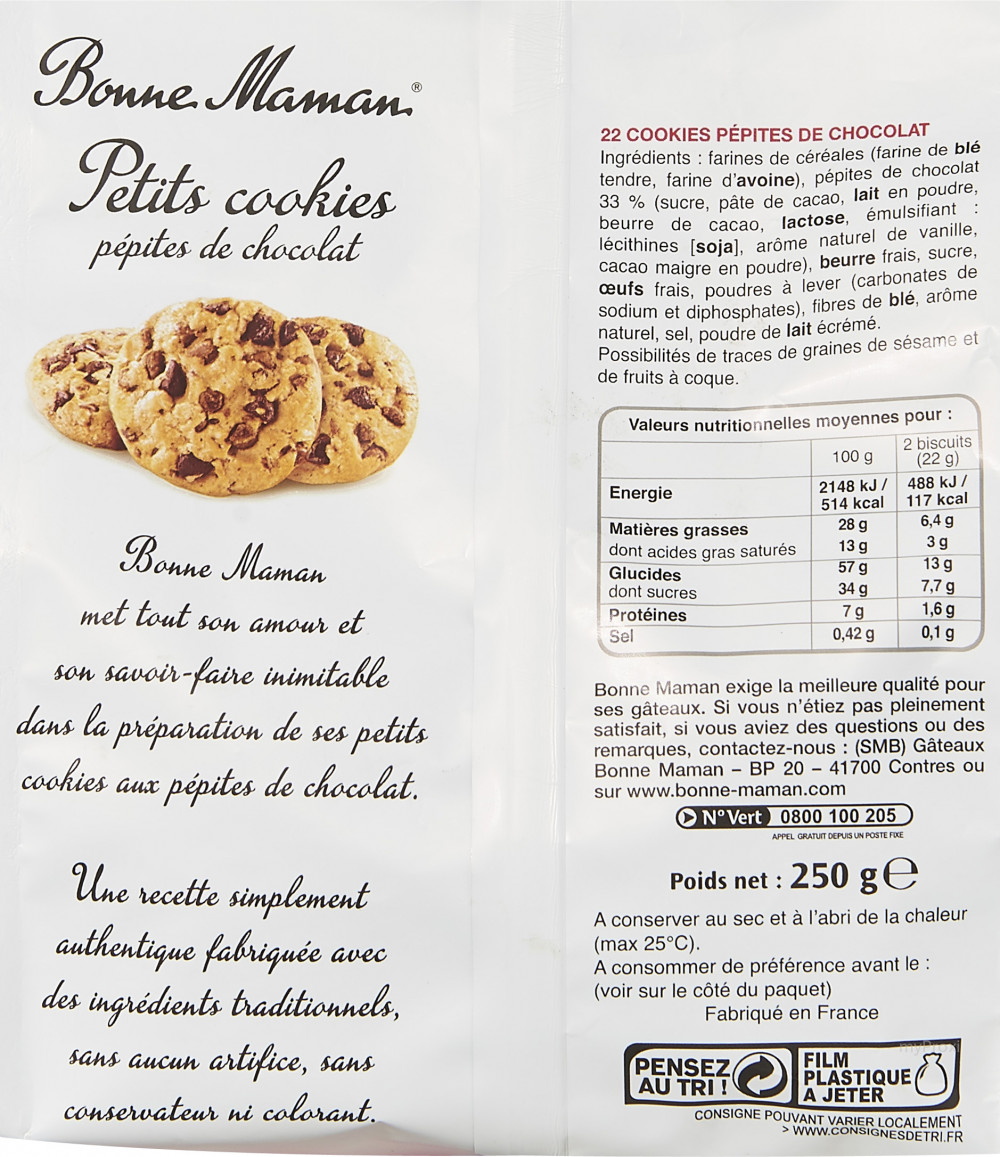 Bonne Maman®
Petits cookies
pépites de chocolat
Bonne Maman
met tout son amour et
son savoir-faire inimitable
dans la préparation de ses petits
cookies aux pépites de chocolat.
Une recette simplement
authentique fabriquée avec
des ingrédients traditionnels,
sans aucun artifice, sans
conservateur ni colorant.
22 COOKIES PÉPITES DE CHOCOLAT
Ingrédients : farines de céréales (farine de blé
tendre, farine d'avoine), pépites de chocolat
33 % (sucre, pâte de cacao, lait en poudre,
beurre de cacao, lactose, émulsifiant :
lécithines [soja], arôme naturel de vanille,
cacao maigre en poudre), beurre frais, sucre,
œufs frais, poudres à lever (carbonates de
sodium et diphosphates), fibres de blé, arôme
naturel, sel, poudre de lait écrémé.
Possibilités de traces de graines de sésame et
de fruits à coque.
Valeurs nutritionnelles moyennes pour :
100 g 2 biscuits (22 g)
Energie 2148 kJ / 514 kcal 488 kJ / 117 kcal
Matières grasses 28 g 6,4 g
dont acides gras saturés 13 g 3 g
Glucides 57 g 13 g
dont sucres 34 g 7,7 g
Protéines 7 g 1,6 g
Sel 0,42 g 0,1 g
Bonne Maman exige la meilleure qualité pour
ses gâteaux. Si vous n'étiez pas pleinement
satisfait, si vous aviez des questions ou des
remarques, contactez-nous : (SMB) Gâteaux
Bonne Maman – BP 20 – 41700 Contres ou
sur www.bonne-maman.com
N° Vert 0800 100 205
APPEL GRATUIT DEPUIS UN POSTE FIXE
Poids net : 250 g ℮
A conserver au sec et à l'abri de la chaleur
(max 25°C).
A consommer de préférence avant le :
(voir sur le côté du paquet)
Fabriqué en France
PENSEZ
AU TRI !
FILM
PLASTIQUE
A JETER
CONSIGNE POUVANT VARIER LOCALEMENT
> WWW.CONSIGNESDETRI.FR